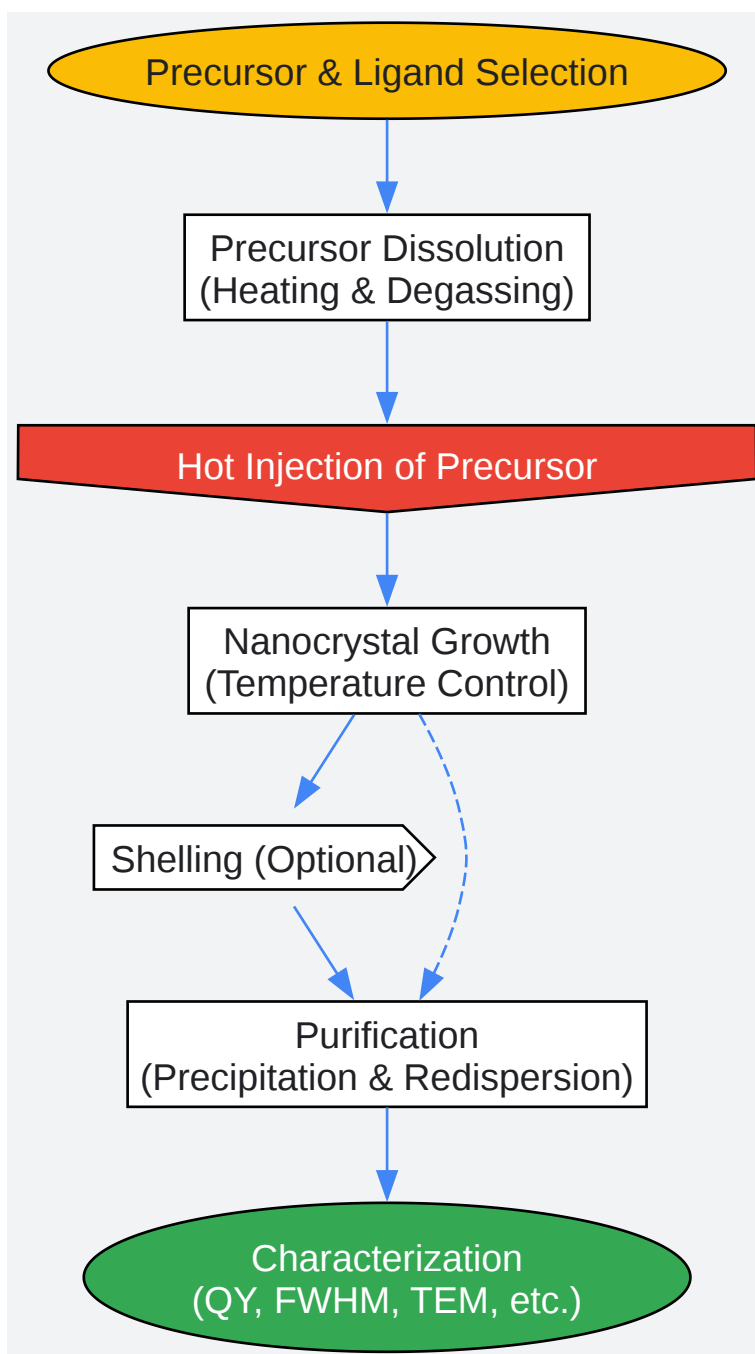 Precursor & Ligand Selection
Precursor Dissolution
(Heating & Degassing)
Hot Injection of Precursor
Nanocrystal Growth
(Temperature Control)
Shelling (Optional)
Purification
(Precipitation & Redispersion)
Characterization
(QY, FWHM, TEM, etc.)